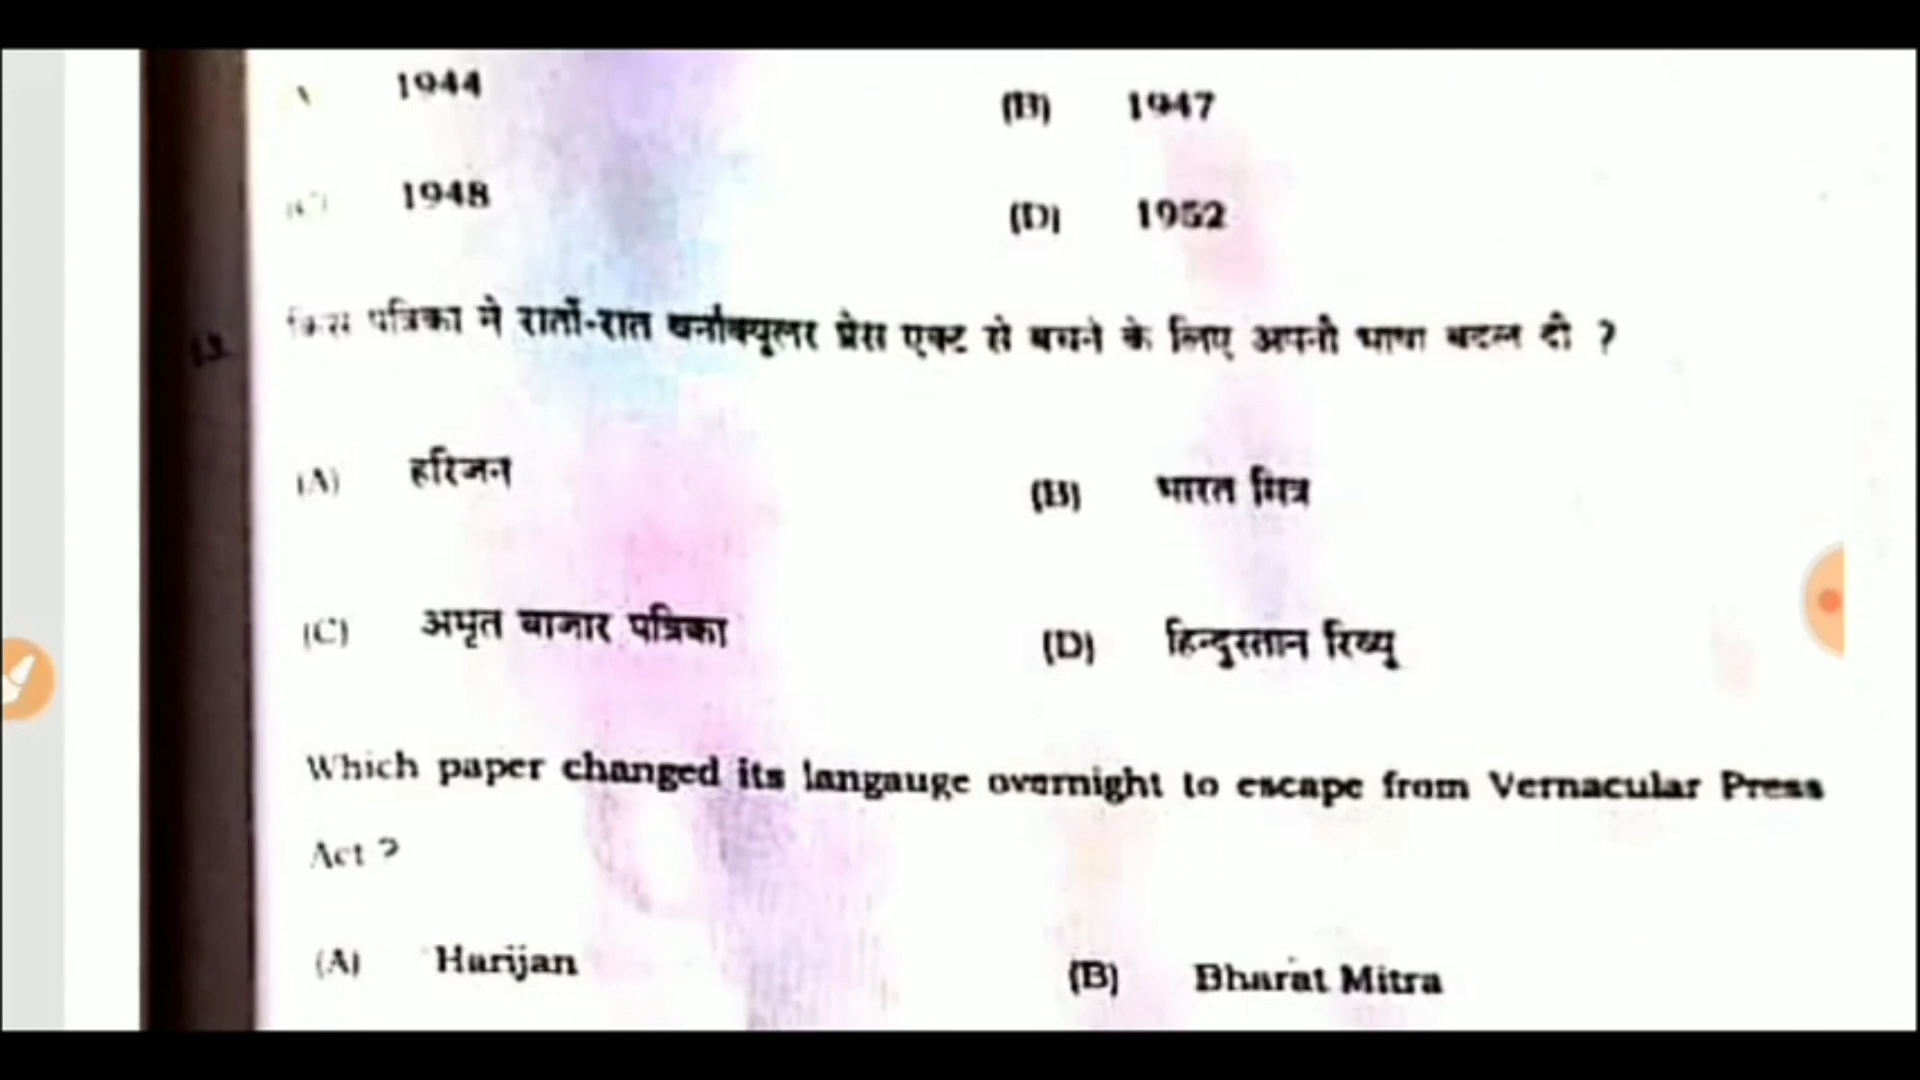 1944
(B) 1947
(C) 1948
(D) 1952
13. किस पत्रिका ने रातों-रात वर्नाक्यूलर प्रेस एक्ट से बचने के लिए अपनी भाषा बदल दी ?
(A) हरिजन
(B) भारत मित्र
(C) अमृत बाजार पत्रिका
(D) हिन्दुस्तान रिव्यू
Which paper changed its langauge overnight to escape from Vernacular Press
Act ?
(A) Harijan
(B) Bharat Mitra